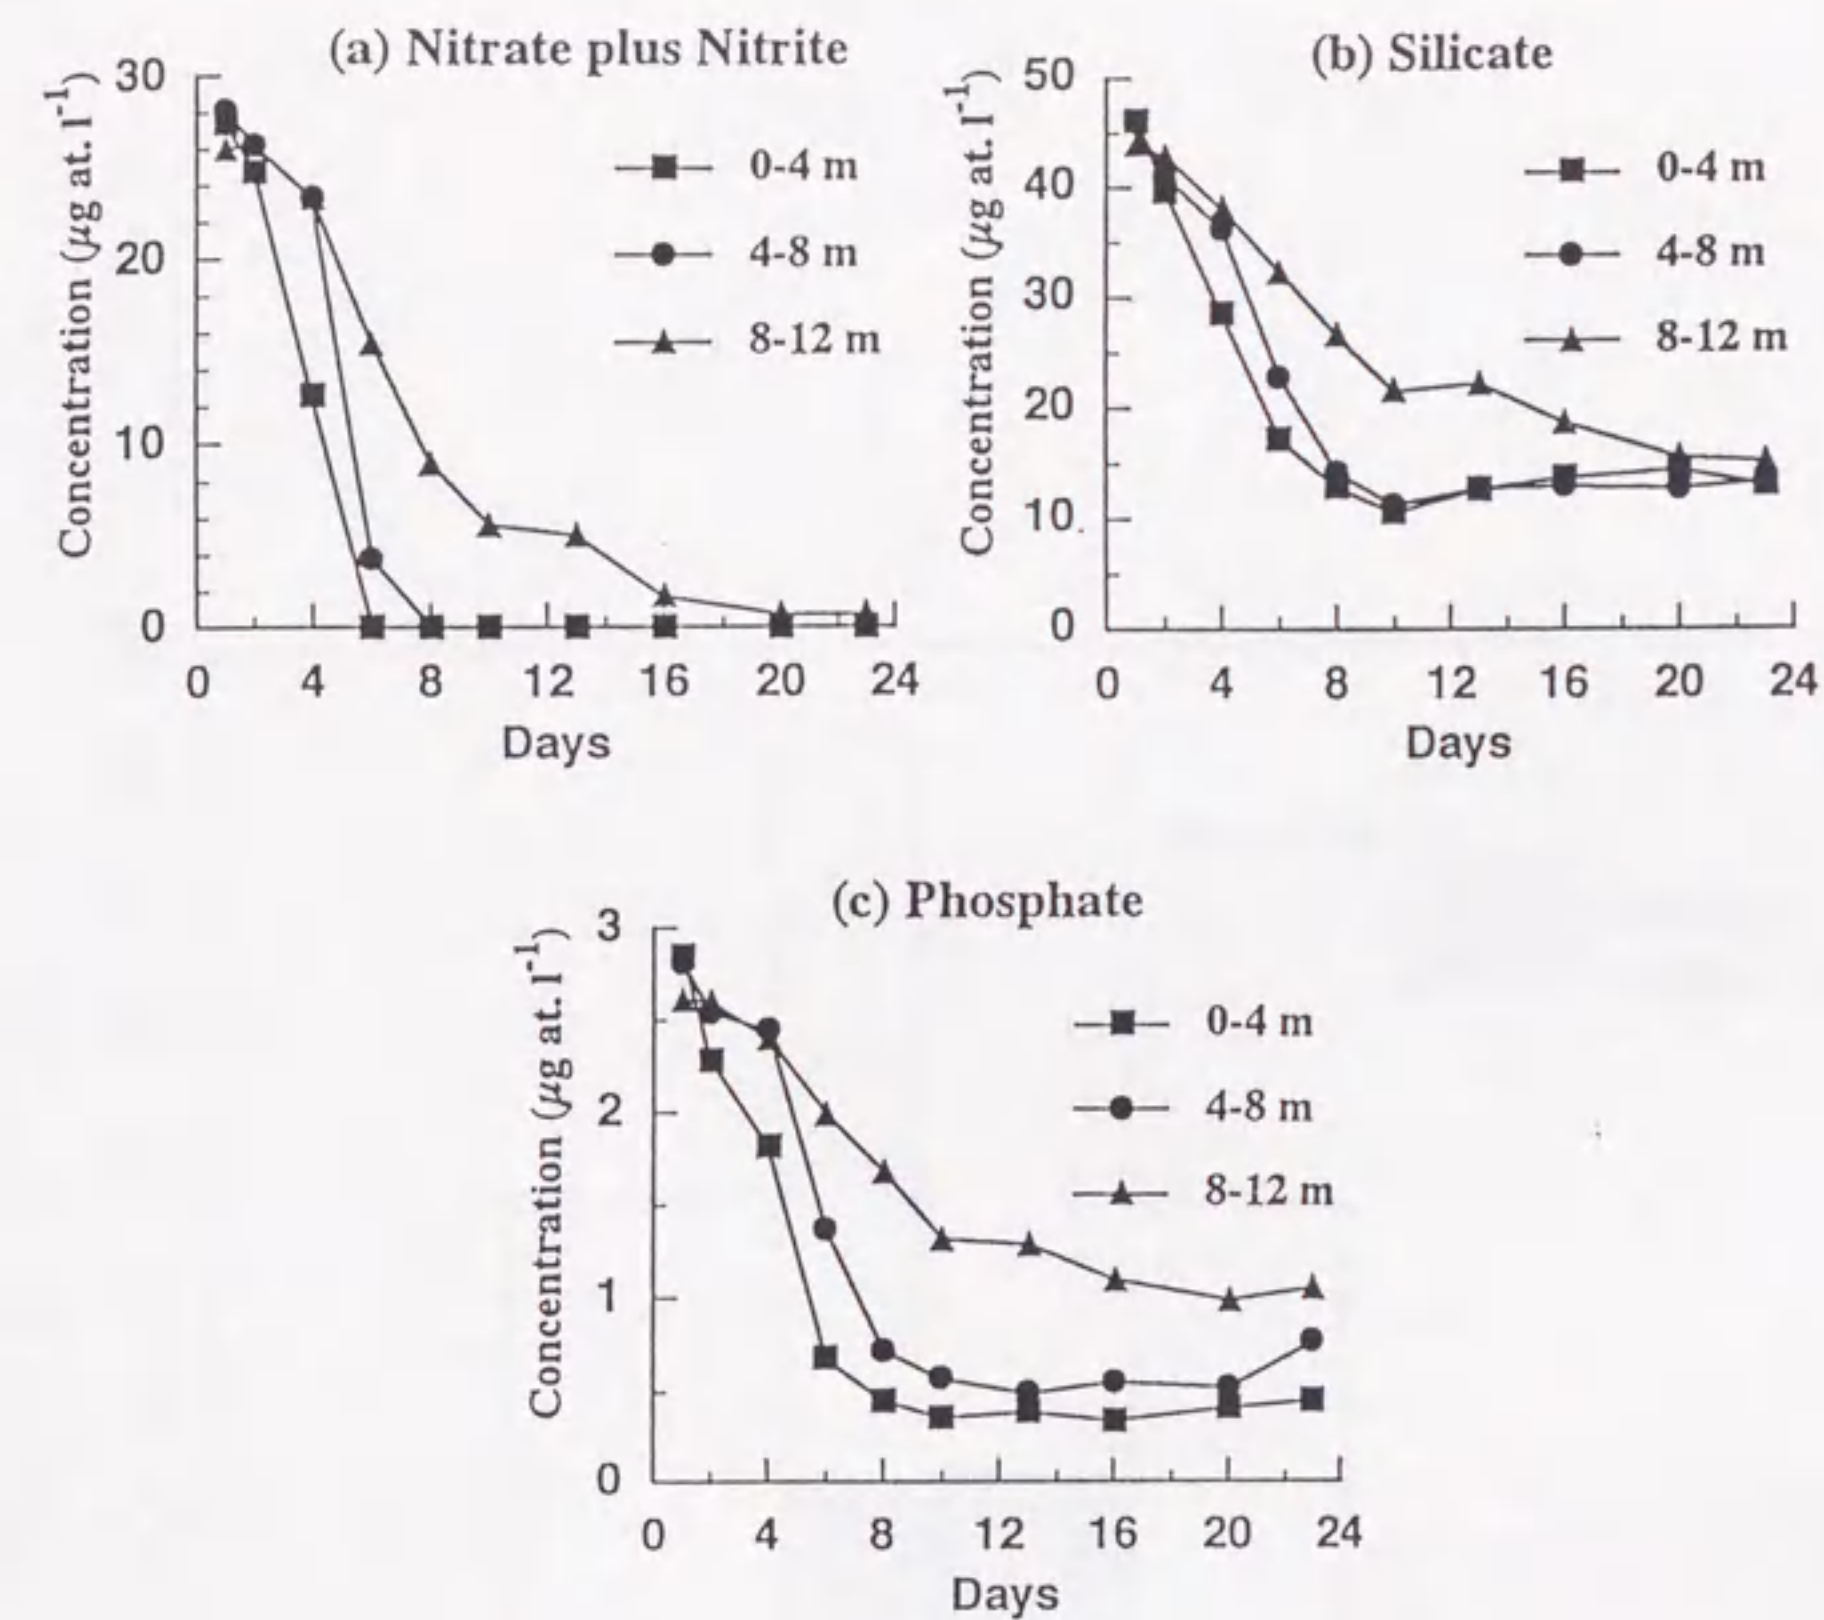 (a) Nitrate plus Nitrite
Concentration (μg at. l⁻¹)
30
20
10
0
0 4 8 12 16 20 24
Days
0-4 m
4-8 m
8-12 m
(b) Silicate
Concentration (μg at. l⁻¹)
50
40
30
20
10
0
0 4 8 12 16 20 24
Days
0-4 m
4-8 m
8-12 m
(c) Phosphate
Concentration (μg at. l⁻¹)
3
2
1
0
0 4 8 12 16 20 24
Days
0-4 m
4-8 m
8-12 m